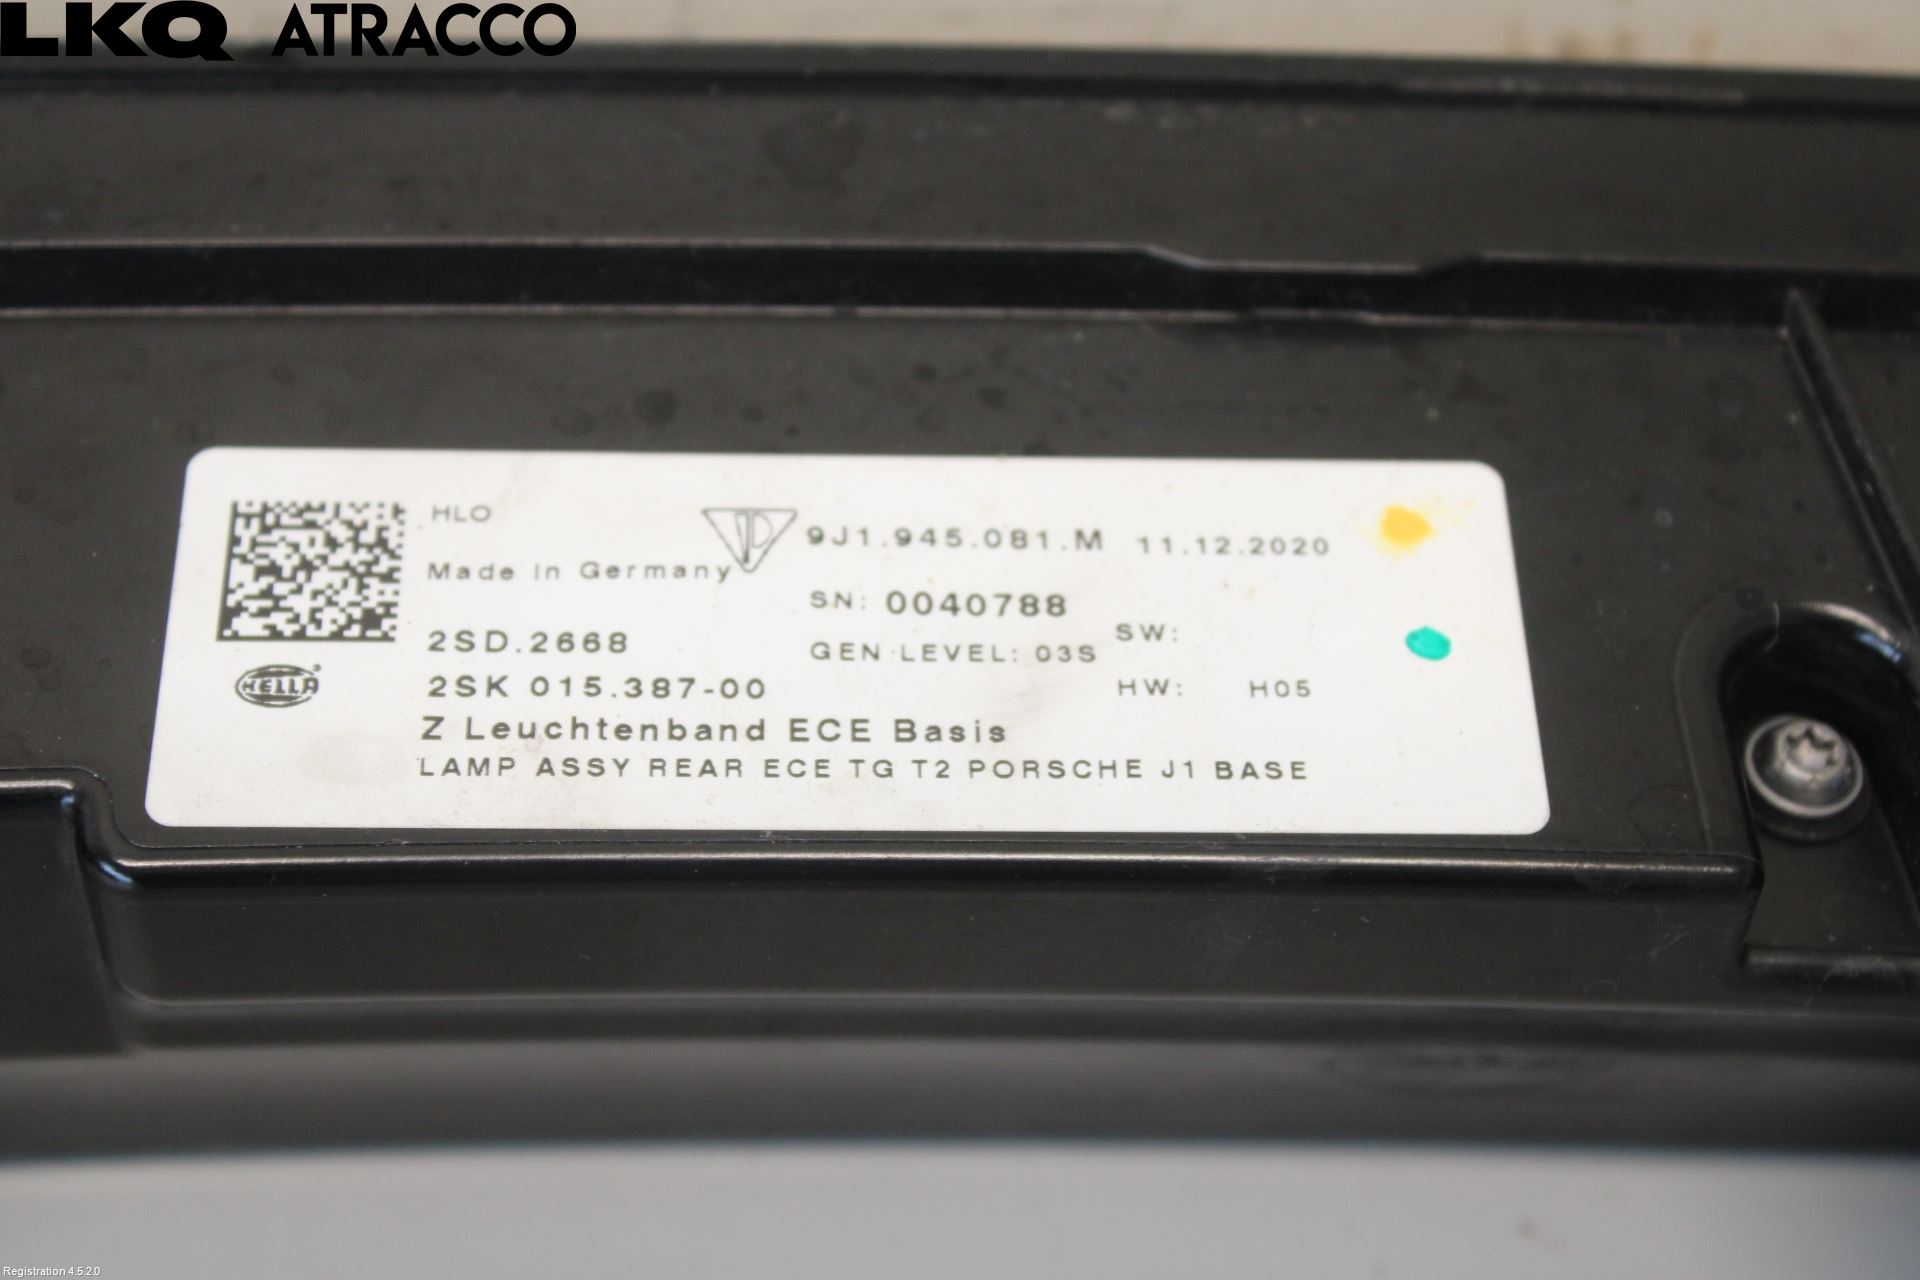 LKQ ATRACCO
HLO
9J1.945.081.M 11.12.2020
Made In Germany
SN: 0040788
2SD.2668
SW:
GEN-LEVEL: 03S
HELLA
2SK 015.387-00
HW: H05
Z Leuchtenband ECE Basis
LAMP ASSY REAR ECE TG T2 PORSCHE J1 BASE
Registration 4.5.2.0